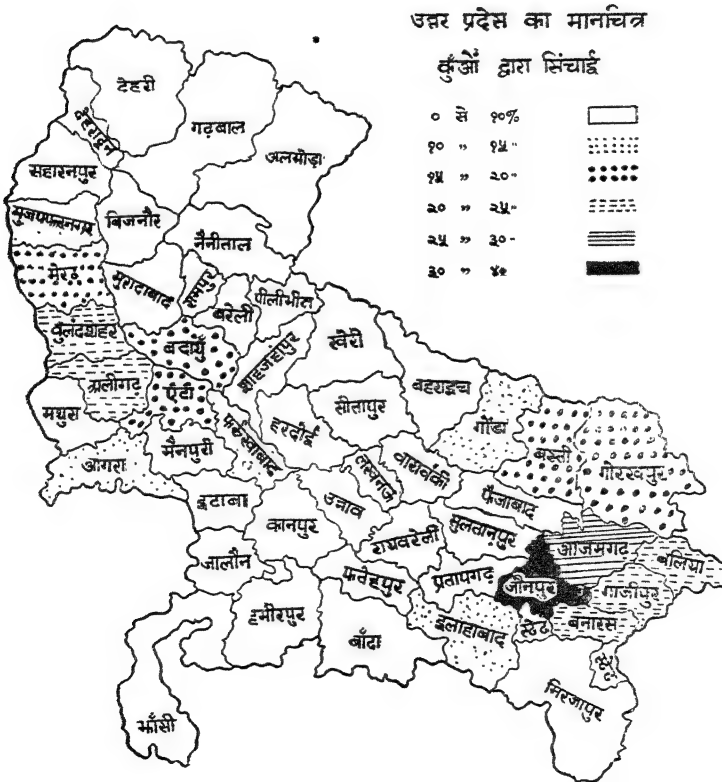 उत्तर प्रदेस का मानचित्र
कुँओं द्वारा सिंचाई
० से १०%
१० " १५"
१५ " २०"
२० " २५"
२५ " ३०"
३० " ४०
टेहरी
देहरादून
गढ़बाल
अलमोड़ा
सहारनपुर
मुजफ्फरनगर
बिजनौर
नैनीताल
मेरठ
मुरादाबाद
रामपुर
बरेली
पीलीभीत
वुलंदशहर
बदायुँ
शाहजहांपुर
खेरी
बहराइच
अलीगढ
एटा
मथुरा
फर्रुखाबाद
हरदोई
सीतापुर
गोंडा
बस्ती
गोरखपुर
आगरा
मैनपुरी
लखनऊ
वाराबंकी
फैजाबाद
इटाबा
कानपुर
उन्नाव
रायवरेली
सुलतानपुर
आजमगढ
बलिया
जालौन
फतेहपुर
प्रतापगढ
जौनपुर
गाजीपुर
हमीरपुर
बाँदा
इलाहाबाद
स्टेट
बनारस
मिरजापुर
झाँसी